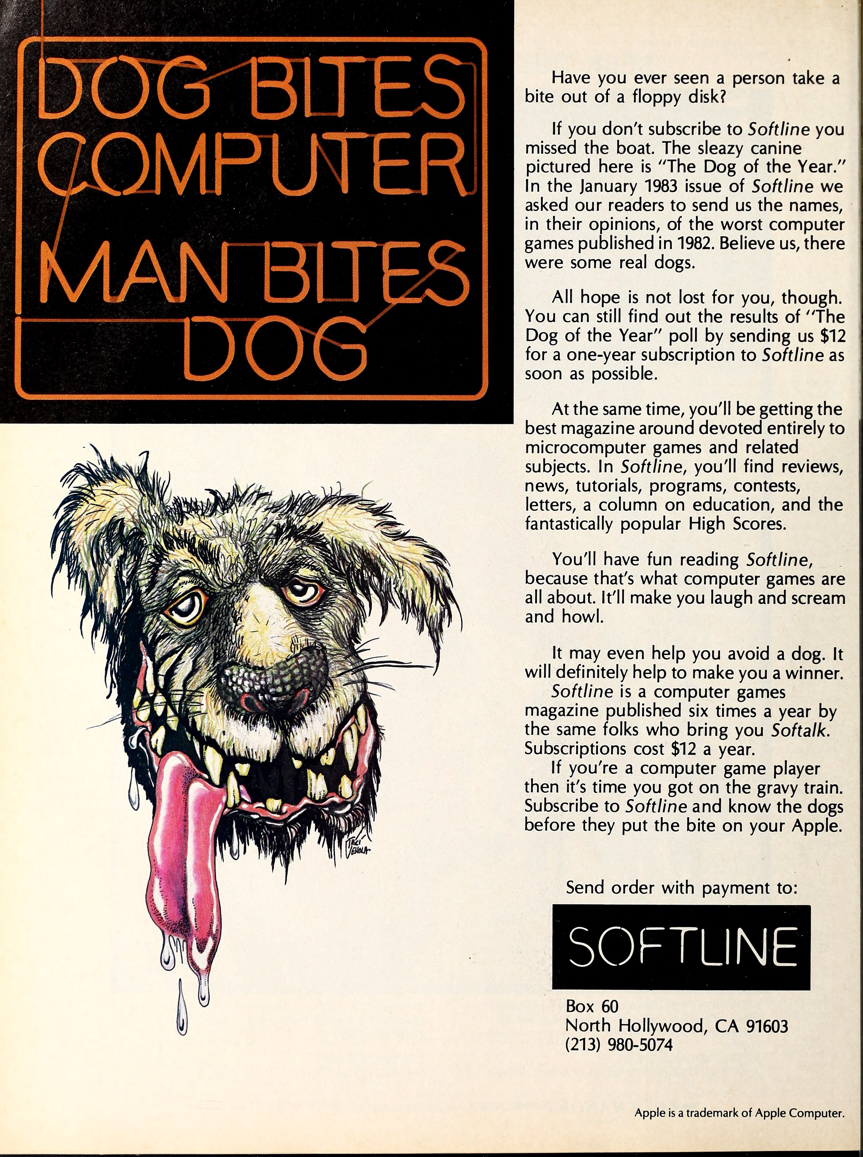 DOG BITES
COMPUTER
MAN BITES
DOG
Have you ever seen a person take a
bite out of a floppy disk?
If you don't subscribe to Softline you
missed the boat. The sleazy canine
pictured here is "The Dog of the Year."
In the January 1983 issue of Softline we
asked our readers to send us the names,
in their opinions, of the worst computer
games published in 1982. Believe us, there
were some real dogs.
All hope is not lost for you, though.
You can still find out the results of "The
Dog of the Year" poll by sending us $12
for a one-year subscription to Softline as
soon as possible.
At the same time, you'll be getting the
best magazine around devoted entirely to
microcomputer games and related
subjects. In Softline, you'll find reviews,
news, tutorials, programs, contests,
letters, a column on education, and the
fantastically popular High Scores.
You'll have fun reading Softline,
because that's what computer games are
all about. It'll make you laugh and scream
and howl.
It may even help you avoid a dog. It
will definitely help to make you a winner.
Softline is a computer games
magazine published six times a year by
the same folks who bring you Softalk.
Subscriptions cost $12 a year.
If you're a computer game player
then it's time you got on the gravy train.
Subscribe to Softline and know the dogs
before they put the bite on your Apple.
Send order with payment to:
SOFTLINE
Box 60
North Hollywood, CA 91603
(213) 980-5074
Apple is a trademark of Apple Computer.